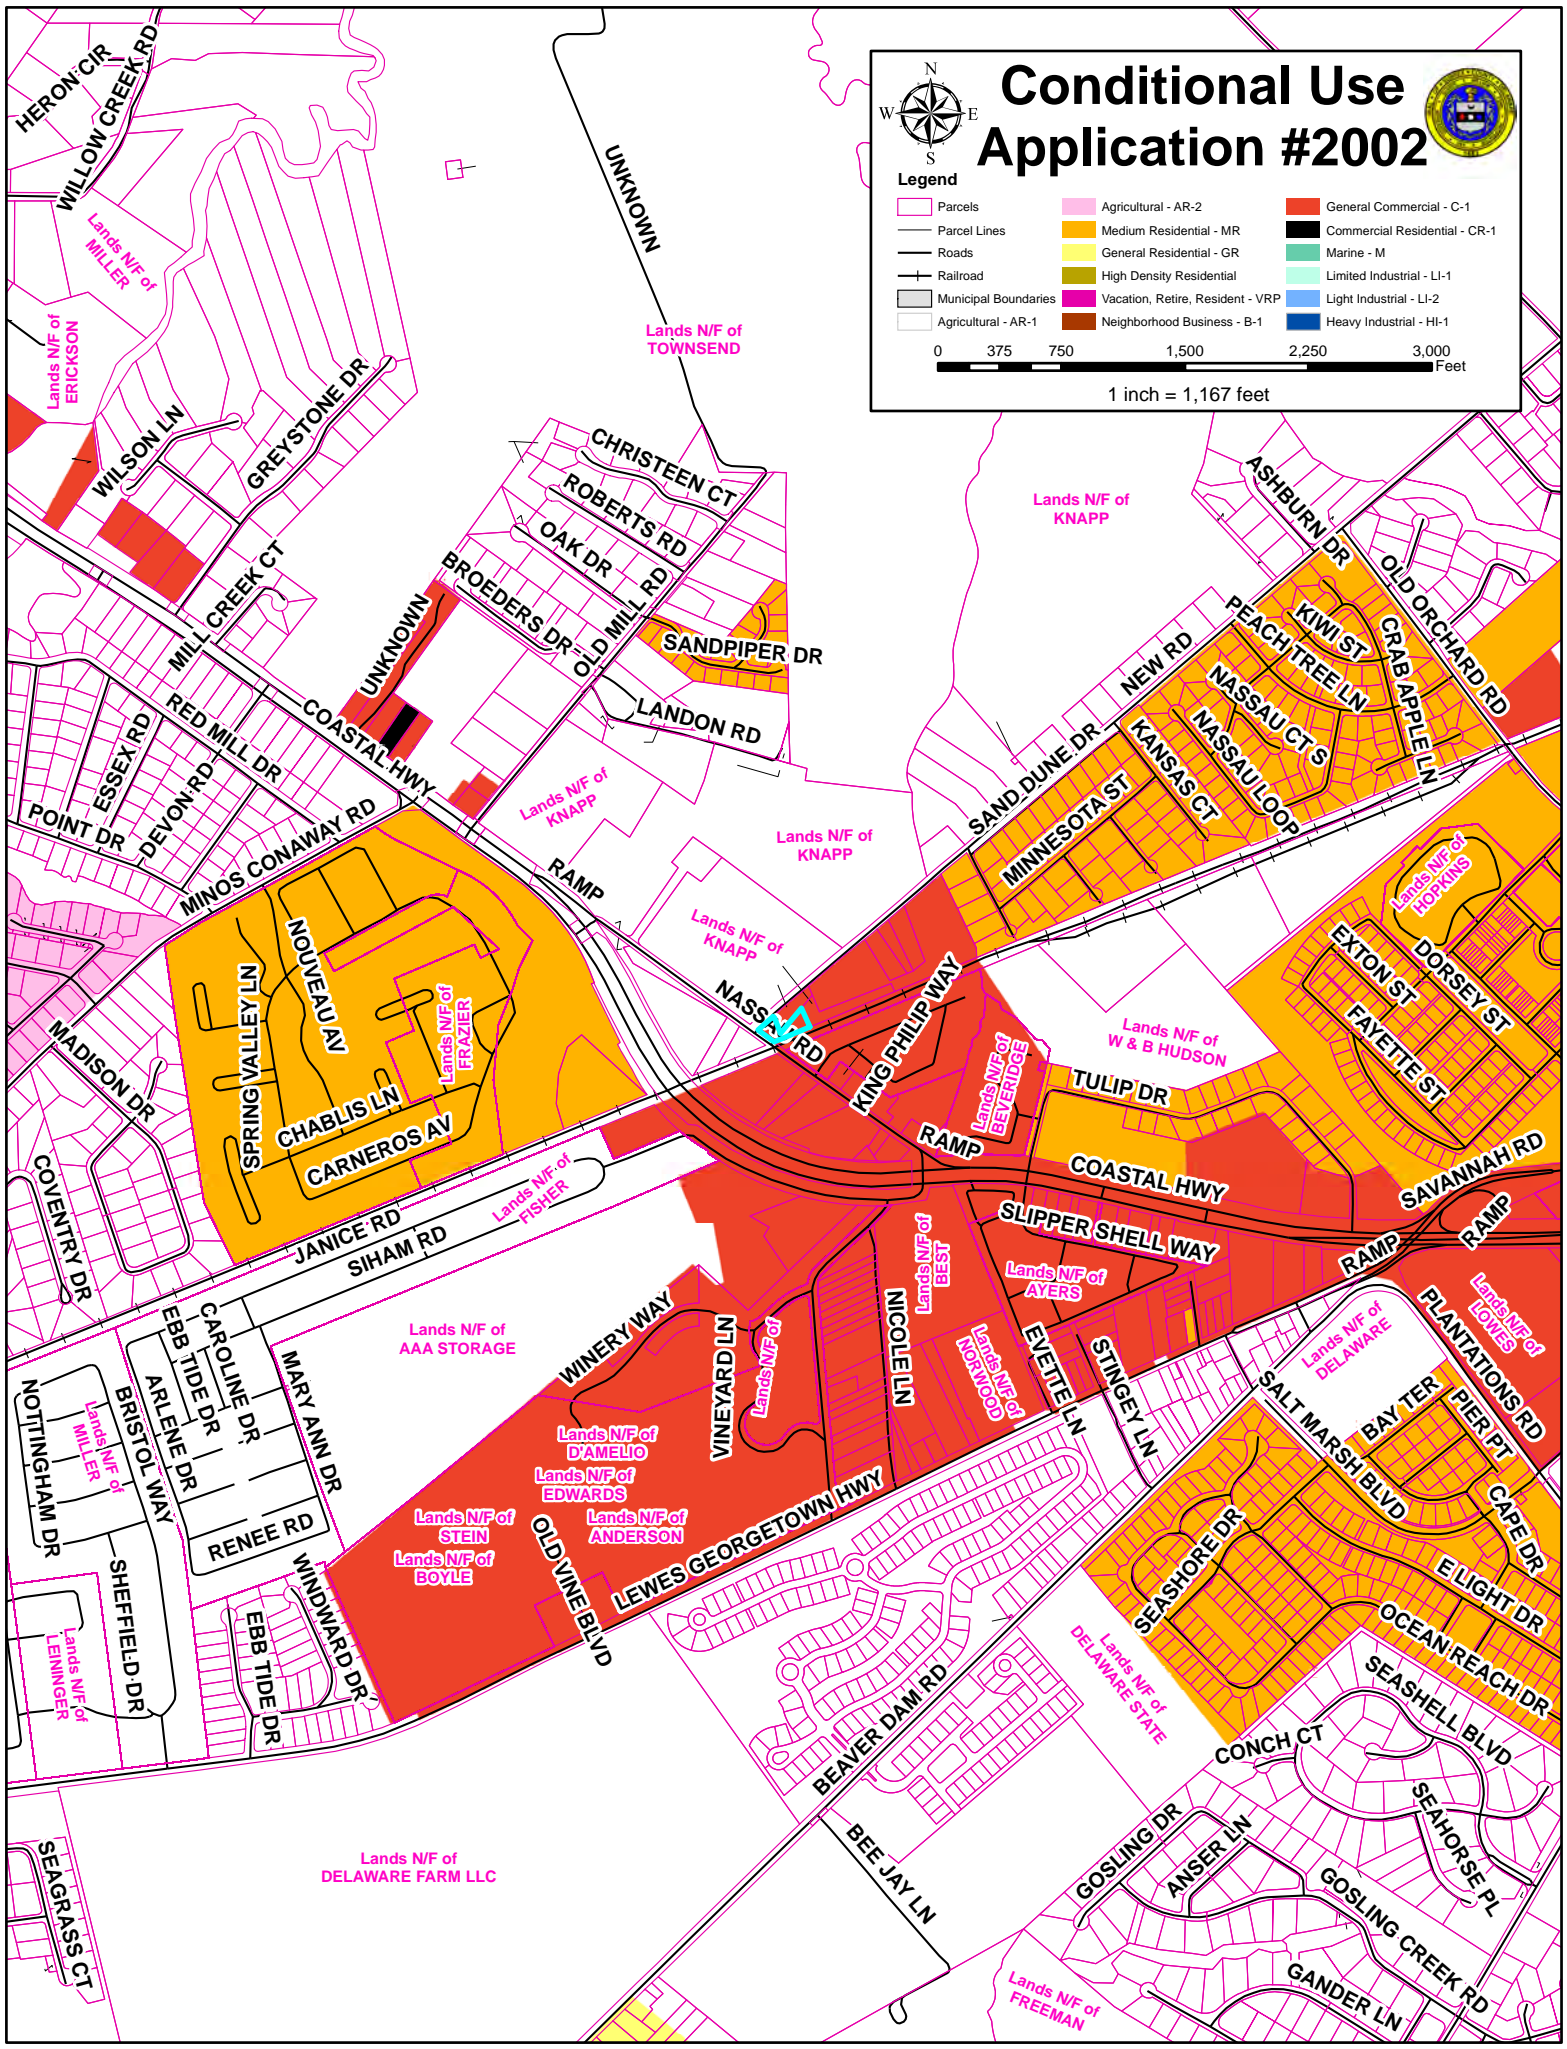 Conditional Use
Application #2002
N
W
E
S
Legend
Parcels
Parcel Lines
Roads
Railroad
Municipal Boundaries
Agricultural - AR-1
Agricultural - AR-2
Medium Residential - MR
General Residential - GR
High Density Residential
Vacation, Retire, Resident - VRP
Neighborhood Business - B-1
General Commercial - C-1
Commercial Residential - CR-1
Marine - M
Limited Industrial - LI-1
Light Industrial - LI-2
Heavy Industrial - HI-1
0 375 750 1,500 2,250 3,000
Feet
1 inch = 1,167 feet
HERON CIR
WILLOW CREEK RD
UNKNOWN
Lands N/F of
MILLER
Lands N/F of
ERICKSON
Lands N/F of
TOWNSEND
GREYSTONE DR
WILSON LN
CHRISTEEN CT
ROBERTS RD
OAK DR
BROEDERS DR
OLD MILL RD
SANDPIPER DR
LANDON RD
Lands N/F of
KNAPP
ASHBURN DR
OLD ORCHARD RD
PEACH TREE LN
KIWI ST
CRAB APPLE LN
NEW RD
NASSAU CT S
NASSAU LOOP
KANSAS CT
MINNESOTA ST
SAND DUNE DR
MILL CREEK CT
UNKNOWN
COASTAL HWY
RED MILL DR
ESSEX RD
DEVON RD
POINT DR
MINOS CONAWAY RD
Lands N/F of
KNAPP
Lands N/F of
KNAPP
RAMP
Lands N/F of
KNAPP
NASSAU RD
KING PHILIP WAY
Lands N/F of
HOPKINS
EXTON ST
DORSEY ST
FAYETTE ST
Lands N/F of
W & B HUDSON
TULIP DR
Lands N/F of
BEVERIDGE
RAMP
COASTAL HWY
SAVANNAH RD
RAMP
RAMP
SLIPPER SHELL WAY
NOUVEAU AV
SPRING VALLEY LN
Lands N/F of
FRAZIER
CHABLIS LN
CARNEROS AV
MADISON DR
COVENTRY DR
JANICE RD
SIHAM RD
Lands N/F of
FISHER
Lands N/F of
AAA STORAGE
EBB TIDE DR
CAROLINE DR
ARLENE DR
BRISTOL WAY
MARY ANN DR
NOTTINGHAM DR
Lands N/F of
MILLER
RENEE RD
WINERY WAY
VINEYARD LN
Lands N/F of
NICOLE LN
Lands N/F of
BEST
Lands N/F of
AYERS
Lands N/F of
NORWOOD
EVETTE LN
STINGEY LN
Lands N/F of
DELAWARE
PLANTATIONS RD
Lands N/F of
LOWES
Lands N/F of
D'AMELIO
Lands N/F of
EDWARDS
Lands N/F of
STEIN
Lands N/F of
ANDERSON
Lands N/F of
BOYLE
OLD VINE BLVD
LEWES GEORGETOWN HWY
SALT MARSH BLVD
BAY TER
PIER PT
CAPE DR
E LIGHT DR
OCEAN REACH DR
SEASHORE DR
SHEFFIELD DR
WINDWARD DR
EBB TIDE DR
Lands N/F of
LEININGER
Lands N/F of
DELAWARE STATE
BEAVER DAM RD
SEASHELL BLVD
CONCH CT
SEAHORSE PL
SEAGRASS CT
Lands N/F of
DELAWARE FARM LLC
BEE JAY LN
GOSLING DR
ANSER LN
GOSLING CREEK RD
GANDER LN
Lands N/F of
FREEMAN